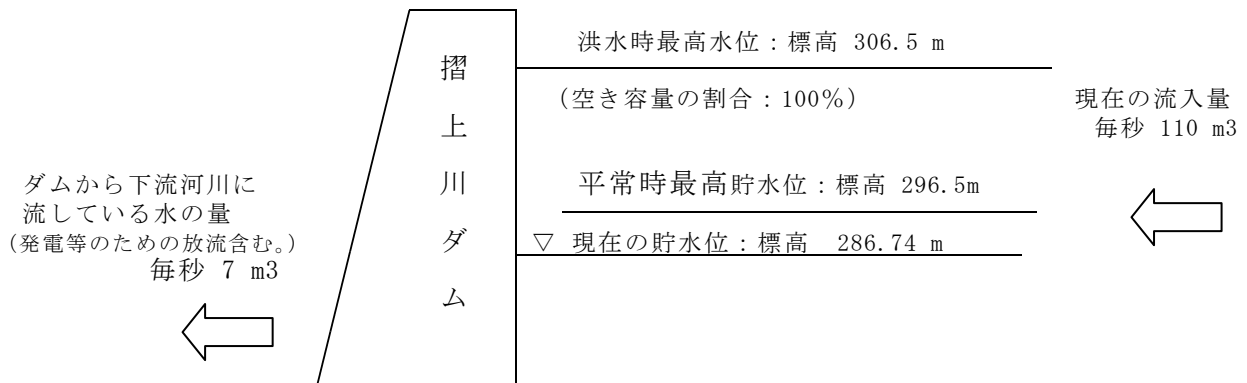 洪水時最高水位:標高 306.5 m
(空き容量の割合:100%)
現在の流入量
毎秒 110 m3
摺上川ダム
ダムから下流河川に
流している水の量
(発電等のための放流含む。)
毎秒 7 m3
平常時最高貯水位:標高 296.5m
▽ 現在の貯水位:標高 286.74 m